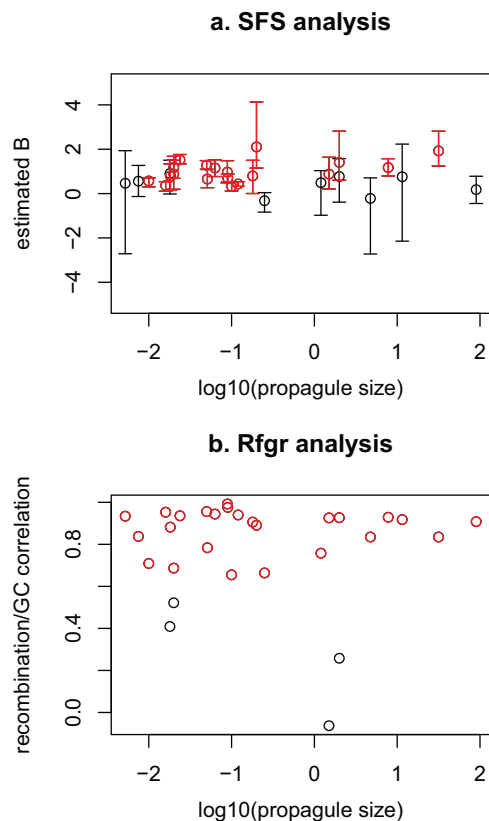 a. SFS analysis
estimated B
4
2
0
−2
−4
−2 −1 0 1 2
log10(propagule size)
b. Rfgr analysis
recombination/GC correlation
0.8
0.4
0.0
−2 −1 0 1 2
log10(propagule size)